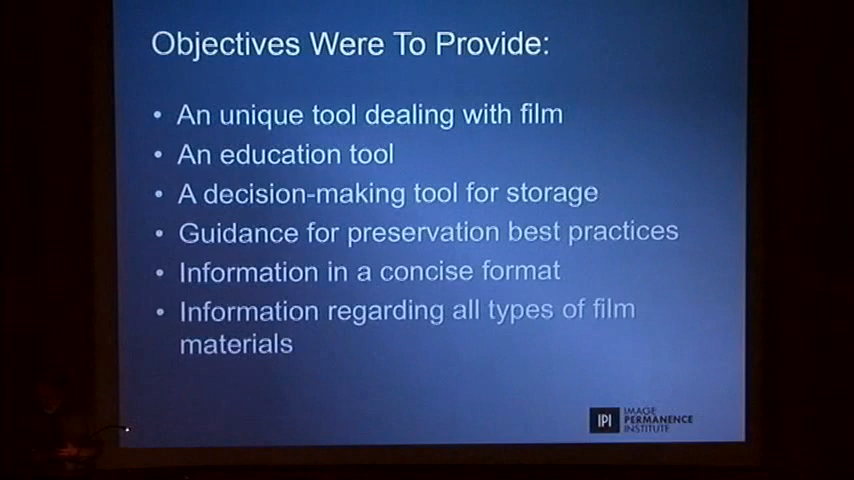 Objectives Were To Provide:
• An unique tool dealing with film
• An education tool
• A decision-making tool for storage
• Guidance for preservation best practices
• Information in a concise format
• Information regarding all types of film
materials
IPI
IMAGE
PERMANENCE
INSTITUTE